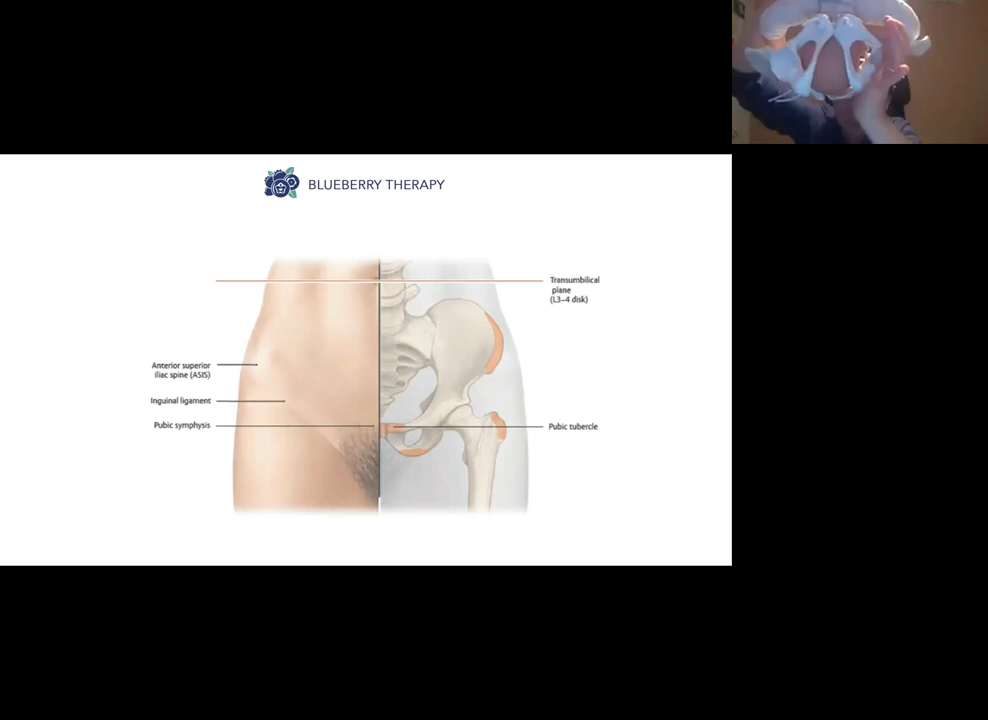 BLUEBERRY THERAPY
Transumbilical
plane
(L3–4 disk)
Anterior superior
iliac spine (ASIS)
Inguinal ligament
Pubic symphysis
Pubic tubercle